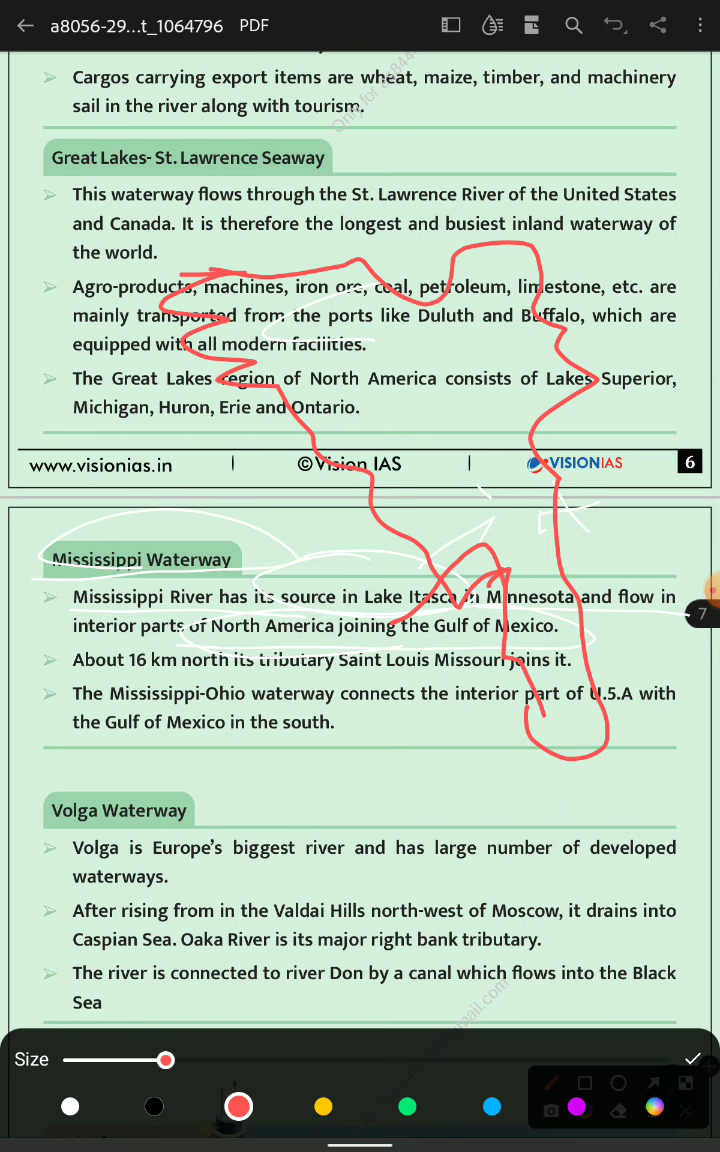 a8056-29...t_1064796 PDF
Cargos carrying export items are wheat, maize, timber, and machinery
sail in the river along with tourism.
Great Lakes- St. Lawrence Seaway
This waterway flows through the St. Lawrence River of the United States
and Canada. It is therefore the longest and busiest inland waterway of
the world.
Agro-products, machines, iron ore, coal, petroleum, limestone, etc. are
mainly transported from the ports like Duluth and Buffalo, which are
equipped with all modern facilities.
The Great Lakes region of North America consists of Lakes Superior,
Michigan, Huron, Erie and Ontario.
www.visionias.in | ©Vision IAS | VISIONIAS 6
Mississippi Waterway
Mississippi River has its source in Lake Itasca in Minnesota and flow in
7
interior parts of North America joining the Gulf of Mexico.
About 16 km north its tributary Saint Louis Missouri joins it.
The Mississippi-Ohio waterway connects the interior part of U.5.A with
the Gulf of Mexico in the south.
Volga Waterway
Volga is Europe's biggest river and has large number of developed
waterways.
After rising from in the Valdai Hills north-west of Moscow, it drains into
Caspian Sea. Oaka River is its major right bank tributary.
The river is connected to river Don by a canal which flows into the Black
Sea
Size